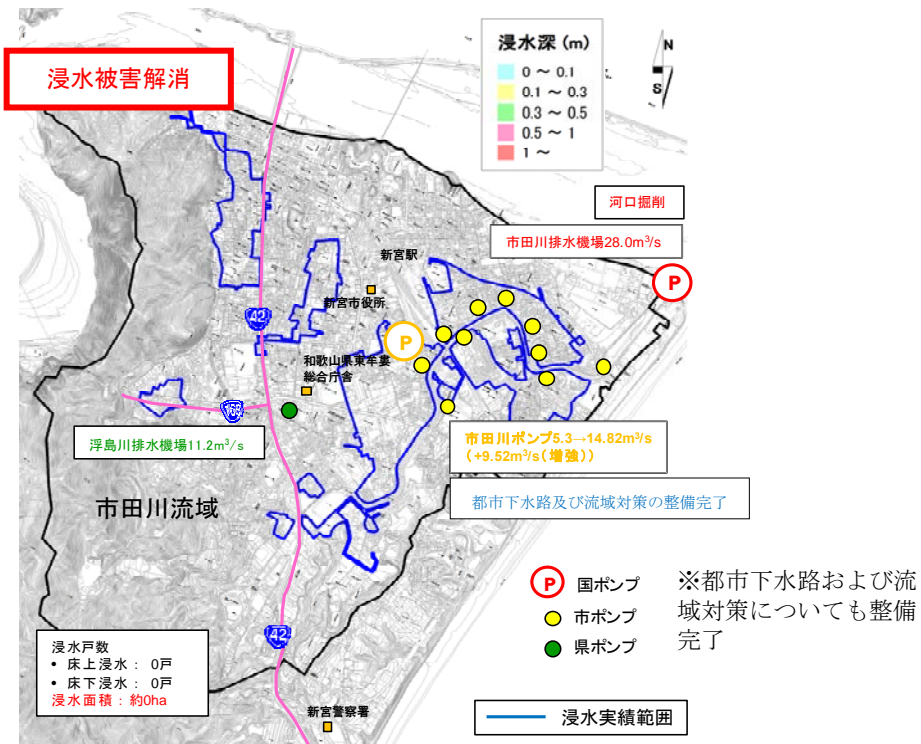 浸水被害解消
浸水深 (m)
0 ～ 0.1
0.1 ～ 0.3
0.3 ～ 0.5
0.5 ～ 1
1 ～
N
S
河口掘削
市田川排水機場28.0m³/s
P
新宮駅
新宮市役所
42
P
和歌山県東牟婁
総合庁舎
168
浮島川排水機場11.2m³/s
市田川ポンプ5.3→14.82m³/s
（+9.52m³/s(増強)）
市田川流域
都市下水路及び流域対策の整備完了
P 国ポンプ
市ポンプ
県ポンプ
※都市下水路および流
域対策についても整備
完了
42
浸水戸数
• 床上浸水： 0戸
• 床下浸水： 0戸
浸水面積：約0ha
新宮警察署
浸水実績範囲